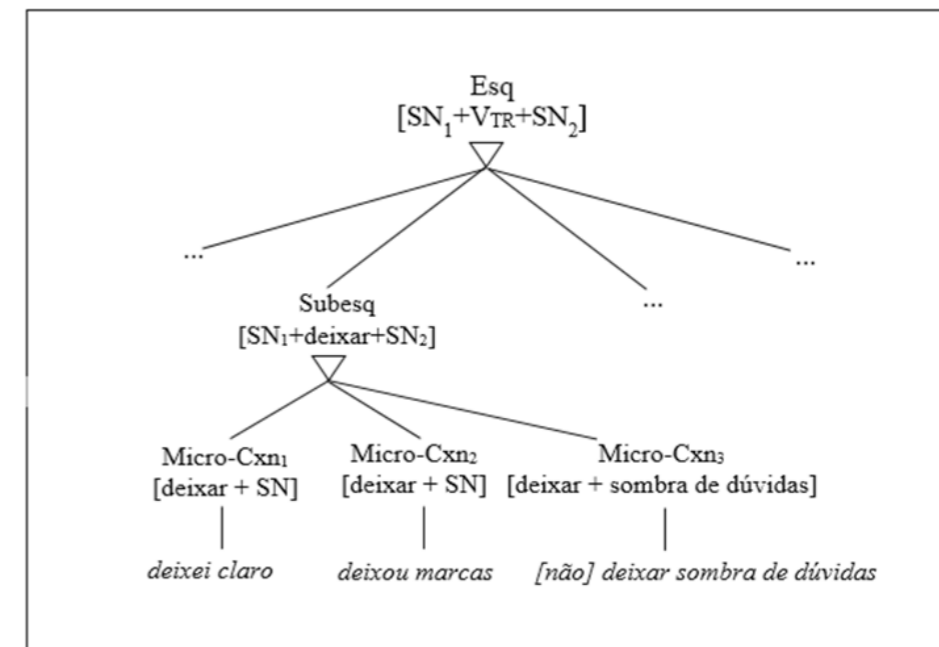 Esq
[SN₁+VTR+SN₂]
...
...
Subesq
...
[SN₁+deixar+SN₂]
Micro-Cxn₁ Micro-Cxn₂ Micro-Cxn₃
[deixar + SN] [deixar + SN] [deixar + sombra de dúvidas]
deixei claro deixou marcas [não] deixar sombra de dúvidas